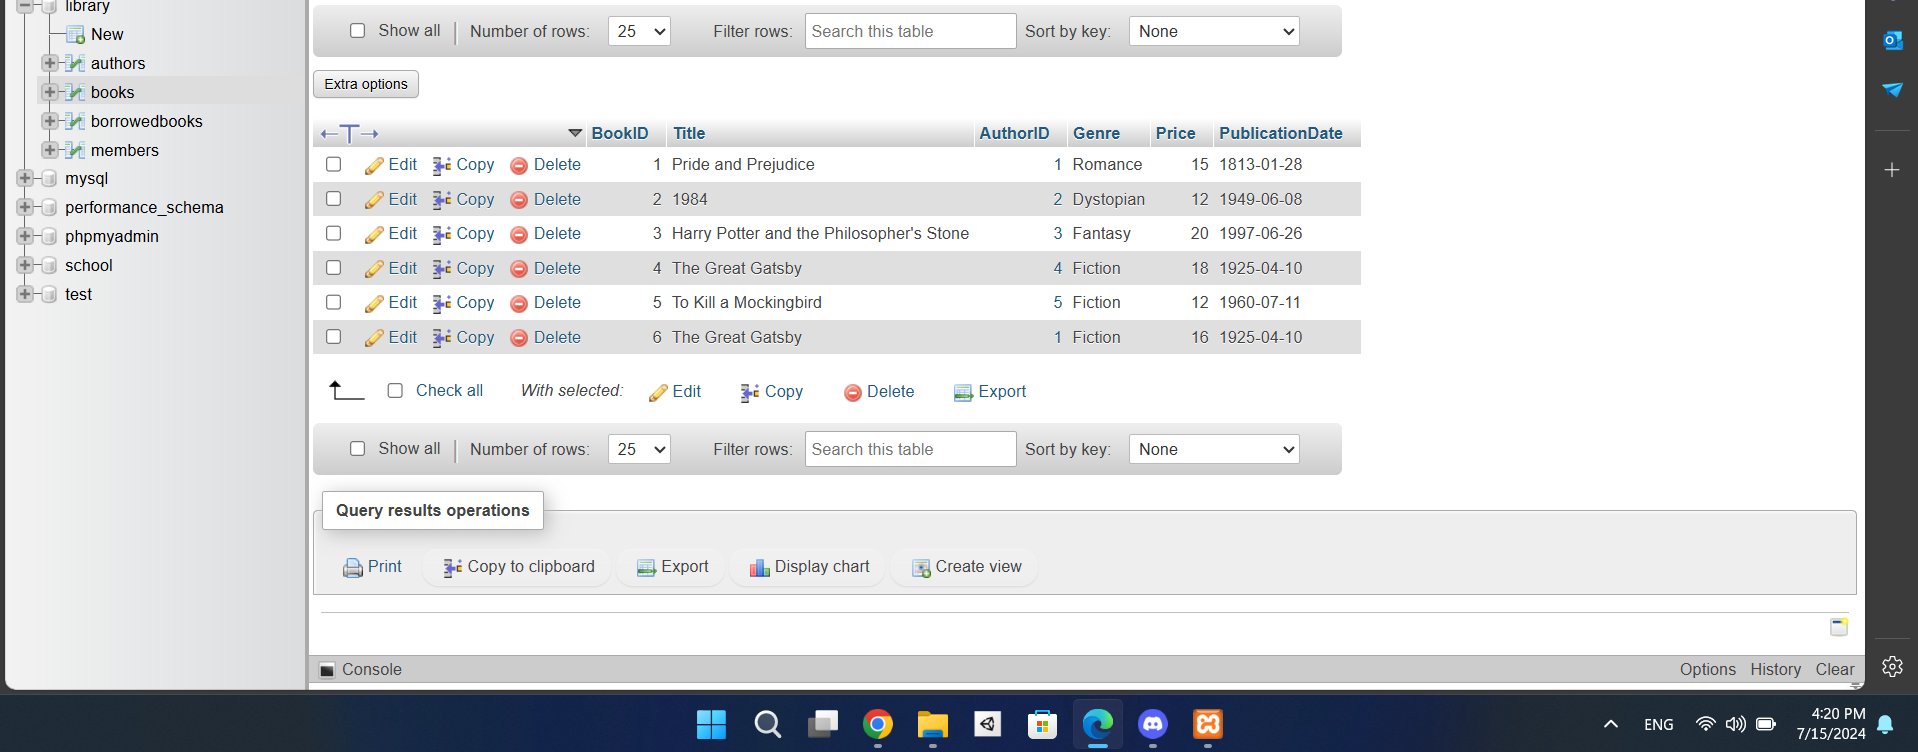 library
New
authors
books
borrowedbooks
members
mysql
performance_schema
phpmyadmin
school
test
Show all Number of rows: 25 Filter rows: Search this table Sort by key: None
Extra options
BookID Title AuthorID Genre Price PublicationDate
Edit Copy Delete 1 Pride and Prejudice 1 Romance 15 1813-01-28
Edit Copy Delete 2 1984 2 Dystopian 12 1949-06-08
Edit Copy Delete 3 Harry Potter and the Philosopher's Stone 3 Fantasy 20 1997-06-26
Edit Copy Delete 4 The Great Gatsby 4 Fiction 18 1925-04-10
Edit Copy Delete 5 To Kill a Mockingbird 5 Fiction 12 1960-07-11
Edit Copy Delete 6 The Great Gatsby 1 Fiction 16 1925-04-10
Check all With selected: Edit Copy Delete Export
Show all Number of rows: 25 Filter rows: Search this table Sort by key: None
Query results operations
Print Copy to clipboard Export Display chart Create view
Console Options History Clear
ENG 4:20 PM
7/15/2024